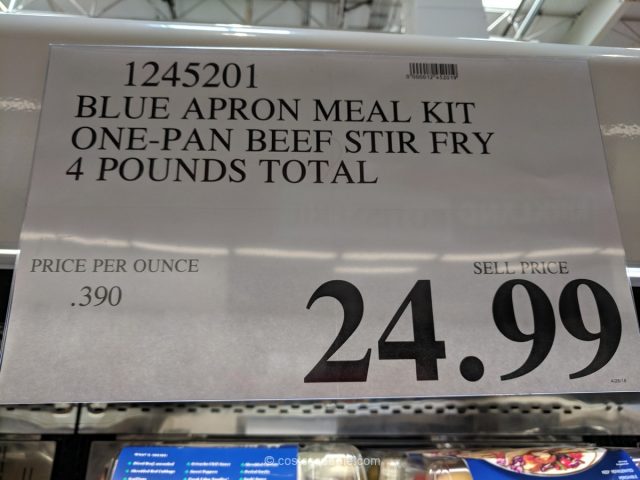 1245201
BLUE APRON MEAL KIT
ONE-PAN BEEF STIR FRY
4 POUNDS TOTAL
PRICE PER OUNCE
.390
SELL PRICE
24.99